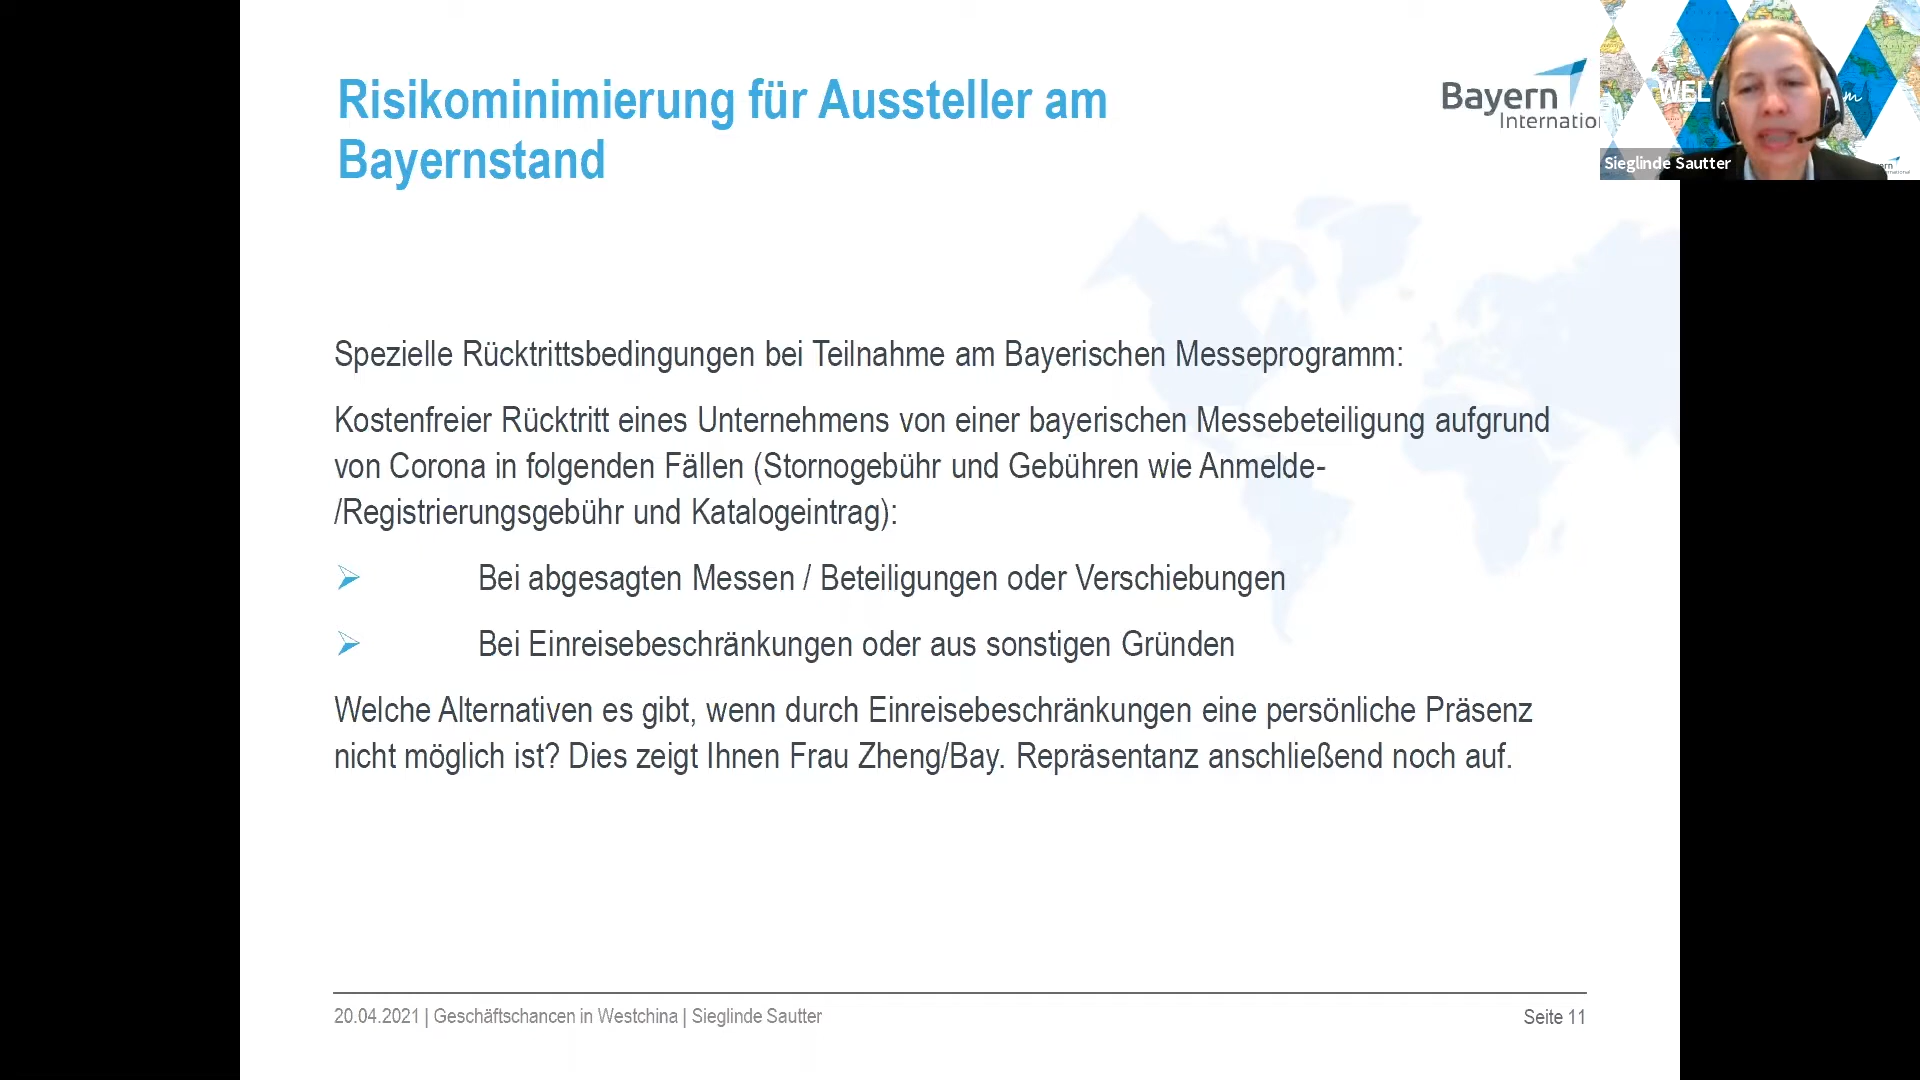 Risikominimierung für Aussteller am
Bayernstand
Bayern
Internatio
WEL
Sieglinde Sautter
Spezielle Rücktrittsbedingungen bei Teilnahme am Bayerischen Messeprogramm:
Kostenfreier Rücktritt eines Unternehmens von einer bayerischen Messebeteiligung aufgrund
von Corona in folgenden Fällen (Stornogebühr und Gebühren wie Anmelde-
/Registrierungsgebühr und Katalogeintrag):
Bei abgesagten Messen / Beteiligungen oder Verschiebungen
Bei Einreisebeschränkungen oder aus sonstigen Gründen
Welche Alternativen es gibt, wenn durch Einreisebeschränkungen eine persönliche Präsenz
nicht möglich ist? Dies zeigt Ihnen Frau Zheng/Bay. Repräsentanz anschließend noch auf.
20.04.2021 | Geschäftschancen in Westchina | Sieglinde Sautter
Seite 11